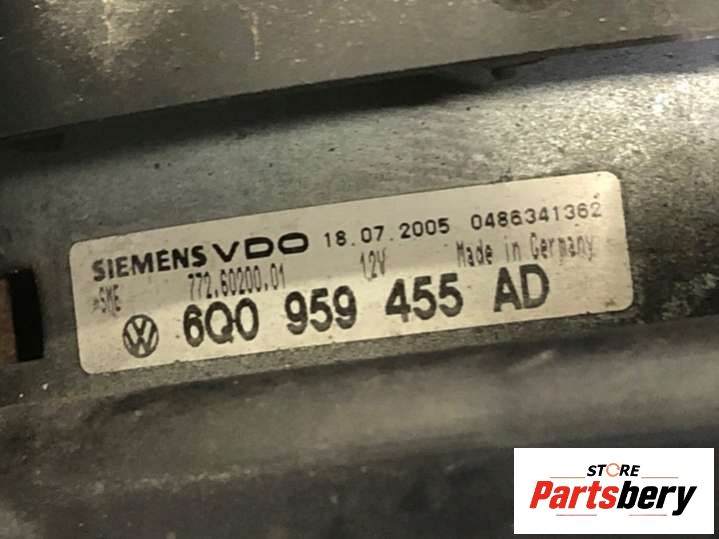 SIEMENS VDO 18.07.2005 0486341362
>SME 772.60200.01 12V Made in Germany
6Q0 959 455 AD
STORE
Partsbery